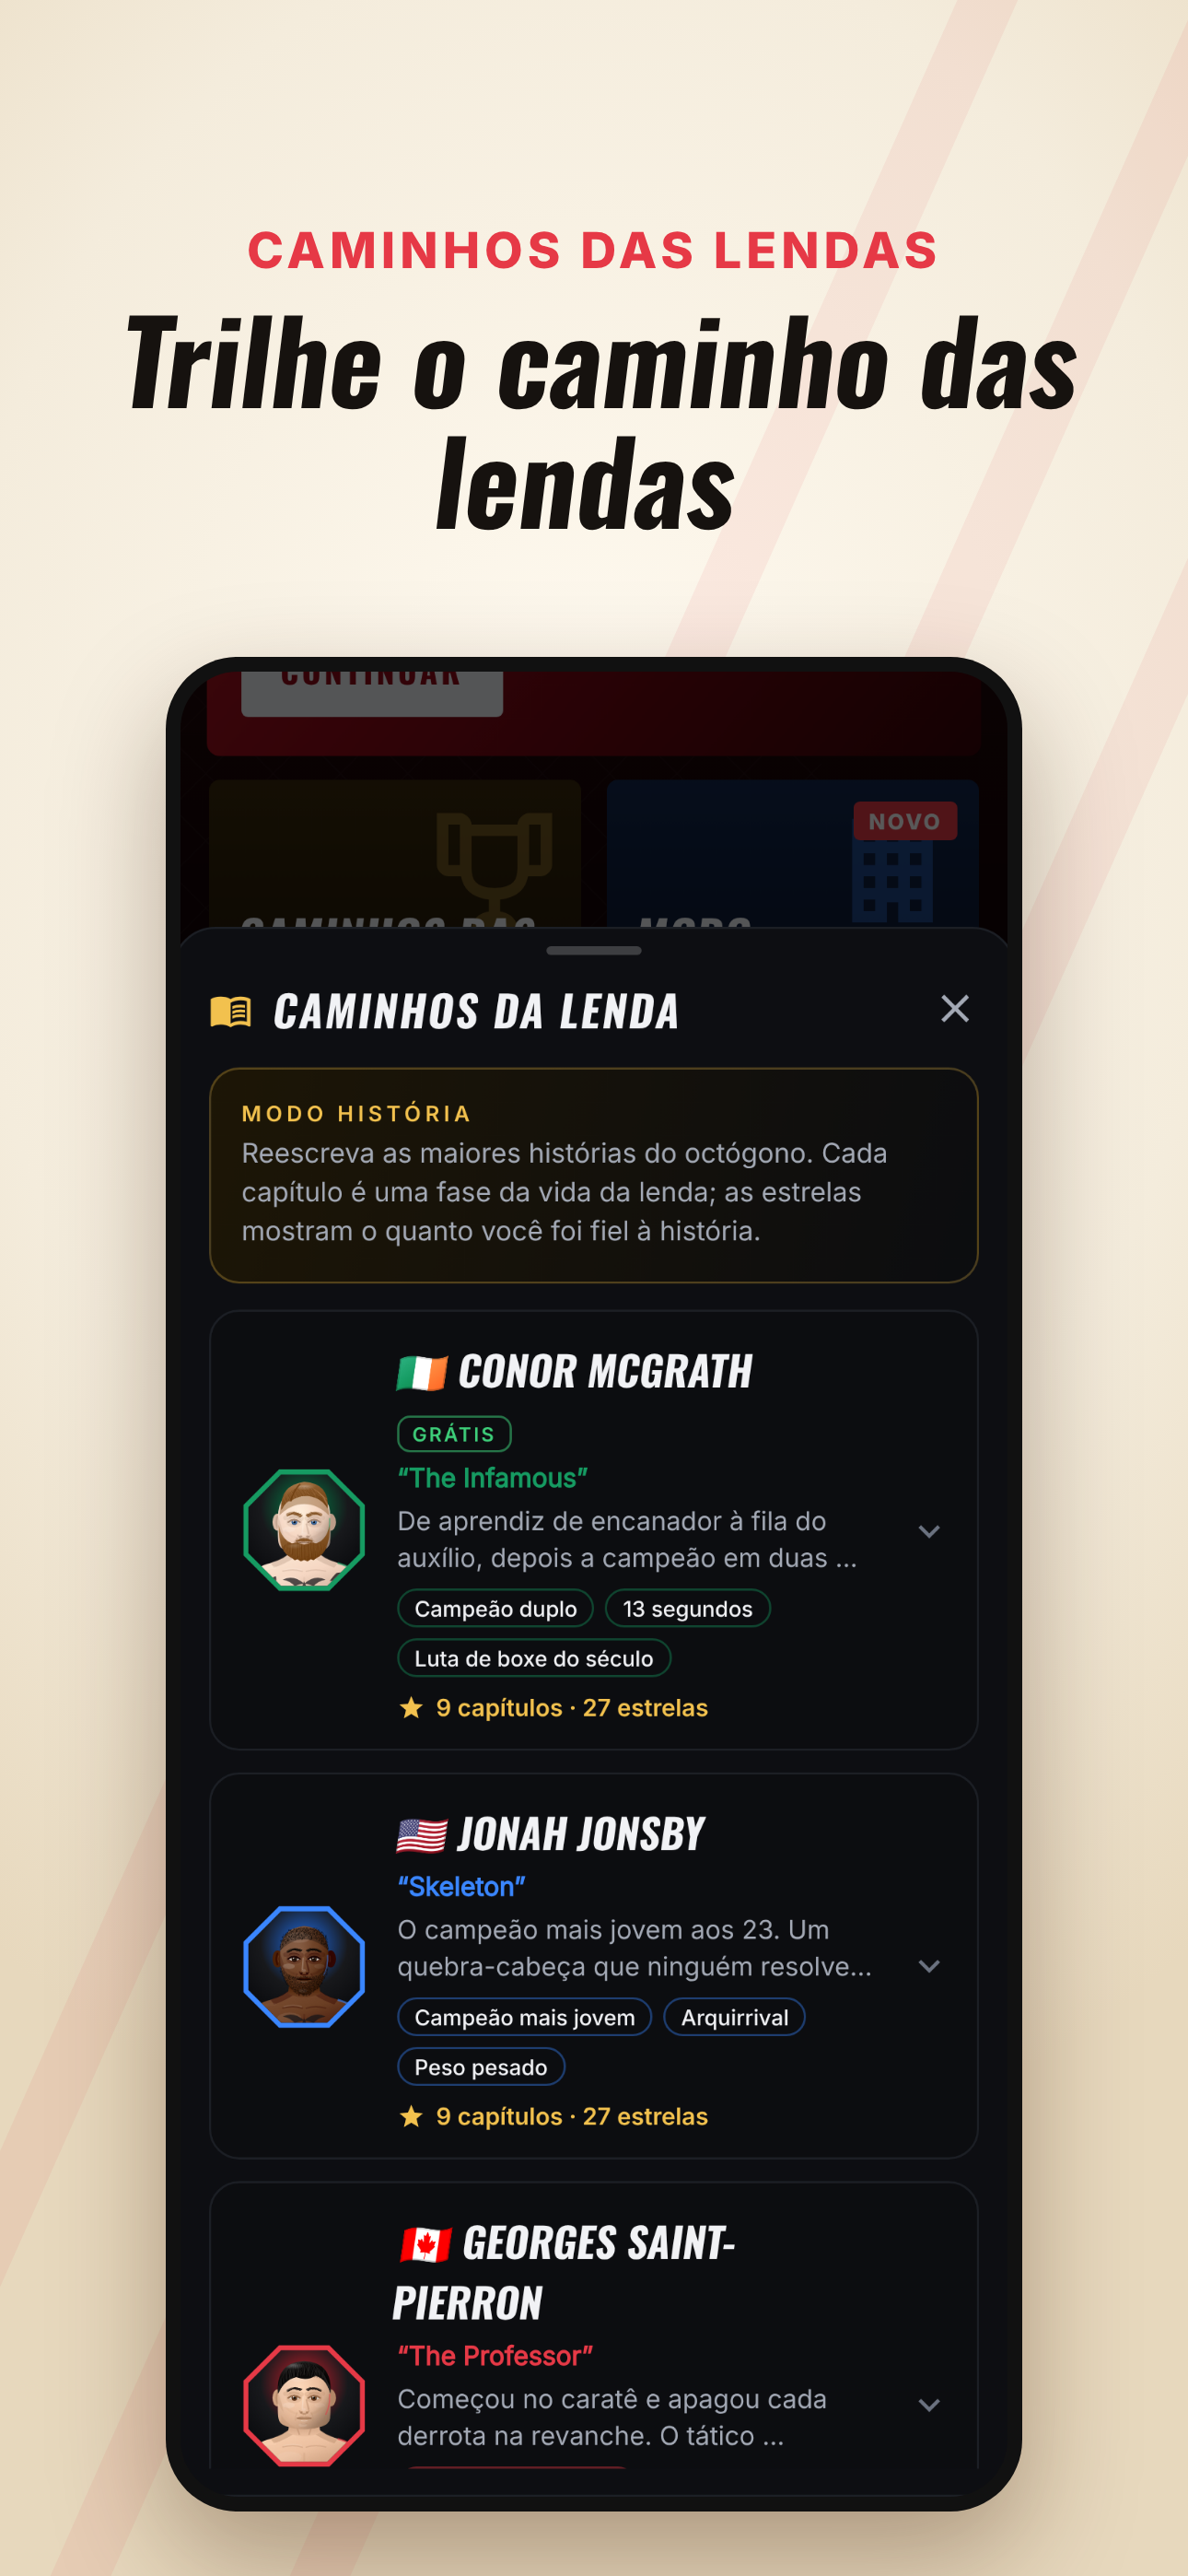 CAMINHOS DAS LENDAS
Trilhe o caminho das
lendas
CONTINUAR
NOVO
CAMINHOS DAS
MODO
CAMINHOS DA LENDA
MODO HISTÓRIA
Reescreva as maiores histórias do octógono. Cada
capítulo é uma fase da vida da lenda; as estrelas
mostram o quanto você foi fiel à história.
🇮🇪 CONOR MCGRATH
GRÁTIS
“The Infamous”
De aprendiz de encanador à fila do
auxílio, depois a campeão em duas ...
Campeão duplo
13 segundos
Luta de boxe do século
9 capítulos · 27 estrelas
🇺🇸 JONAH JONSBY
“Skeleton”
O campeão mais jovem aos 23. Um
quebra-cabeça que ninguém resolve...
Campeão mais jovem
Arquirrival
Peso pesado
9 capítulos · 27 estrelas
🇨🇦 GEORGES SAINT-
PIERRON
“The Professor”
Começou no caratê e apagou cada
derrota na revanche. O tático ...